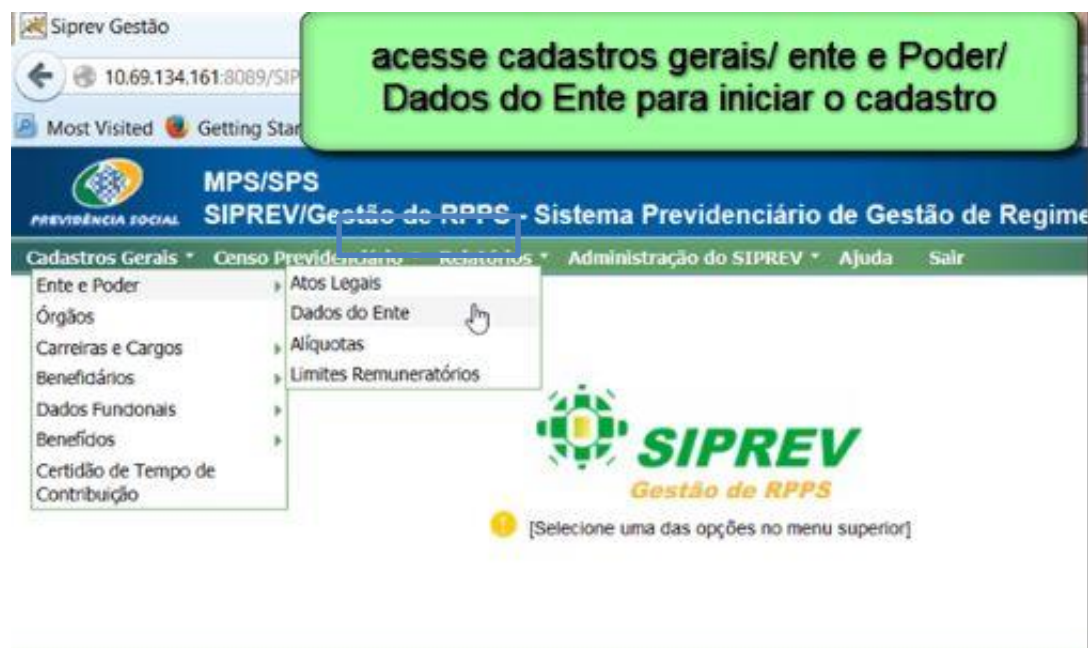 Siprev Gestão
acesse cadastros gerais/ ente e Poder/
Dados do Ente para iniciar o cadastro
10.69.134.161:8089/SIP
Most Visited Getting Star
PREVIDÊNCIA SOCIAL
MPS/SPS
SIPREV/Gestão de RPPS - Sistema Previdenciário de Gestão de Regime
Cadastros Gerais Censo Previdenciário Relatórios Administração do SIPREV Ajuda Sair
Ente e Poder
Órgãos
Carreiras e Cargos
Beneficiários
Dados Funcionais
Benefícios
Certidão de Tempo de
Contribuição
Atos Legais
Dados do Ente
Alíquotas
Limites Remuneratórios
SIPREV
Gestão de RPPS
[Selecione uma das opções no menu superior]